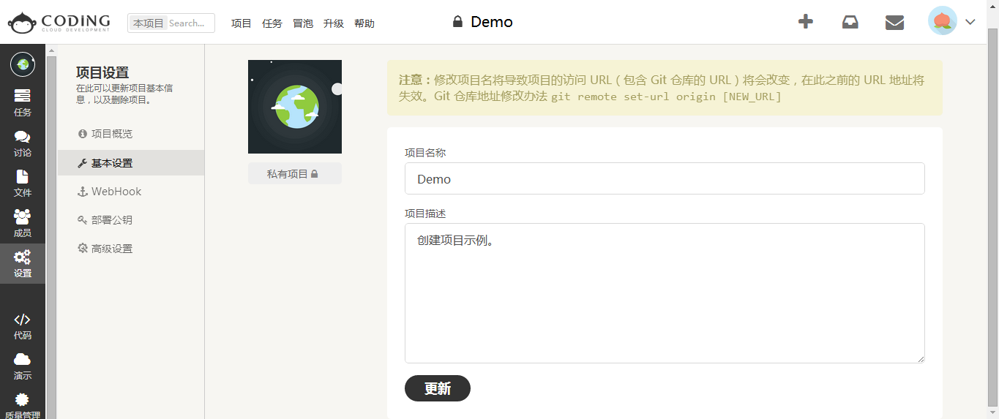 CODING
CLOUD DEVELOPMENT
本项目 Search...
项目 任务 冒泡 升级 帮助
Demo
任务
讨论
文件
成员
设置
代码
演示
质量管理
项目设置
在此可以更新项目基本信
息，以及删除项目。
项目概览
基本设置
WebHook
部署公钥
高级设置
私有项目
注意：修改项目名将导致项目的访问 URL（包含 Git 仓库的 URL）将会改变，在此之前的 URL 地址将
失效。Git 仓库地址修改办法 git remote set-url origin [NEW_URL]
项目名称
Demo
项目描述
创建项目示例。
更新